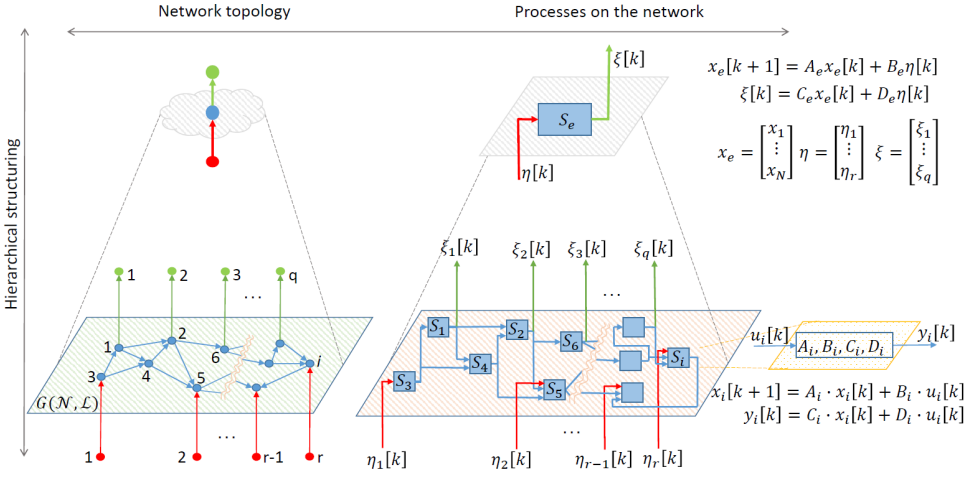 Network topology
Processes on the network
Hierarchical structuring
ξ[k]
S_e
η[k]
x_e[k + 1] = A_e x_e[k] + B_e η[k]
ξ[k] = C_e x_e[k] + D_e η[k]
x_e = [x_1 ⋮ x_N] η = [η_1 ⋮ η_r] ξ = [ξ_1 ⋮ ξ_q]
1 2 3 ... q
1 2 3 4 5 6 i
G(𝒩, ℒ)
1 2 ... r-1 r
ξ_1[k] ξ_2[k] ξ_3[k] ... ξ_q[k]
S_1 S_2 S_6 S_i
S_3 S_4 S_5
η_1[k] η_2[k] ... η_{r−1}[k] η_r[k]
u_i[k] A_i, B_i, C_i, D_i y_i[k]
x_i[k + 1] = A_i · x_i[k] + B_i · u_i[k]
y_i[k] = C_i · x_i[k] + D_i · u_i[k]